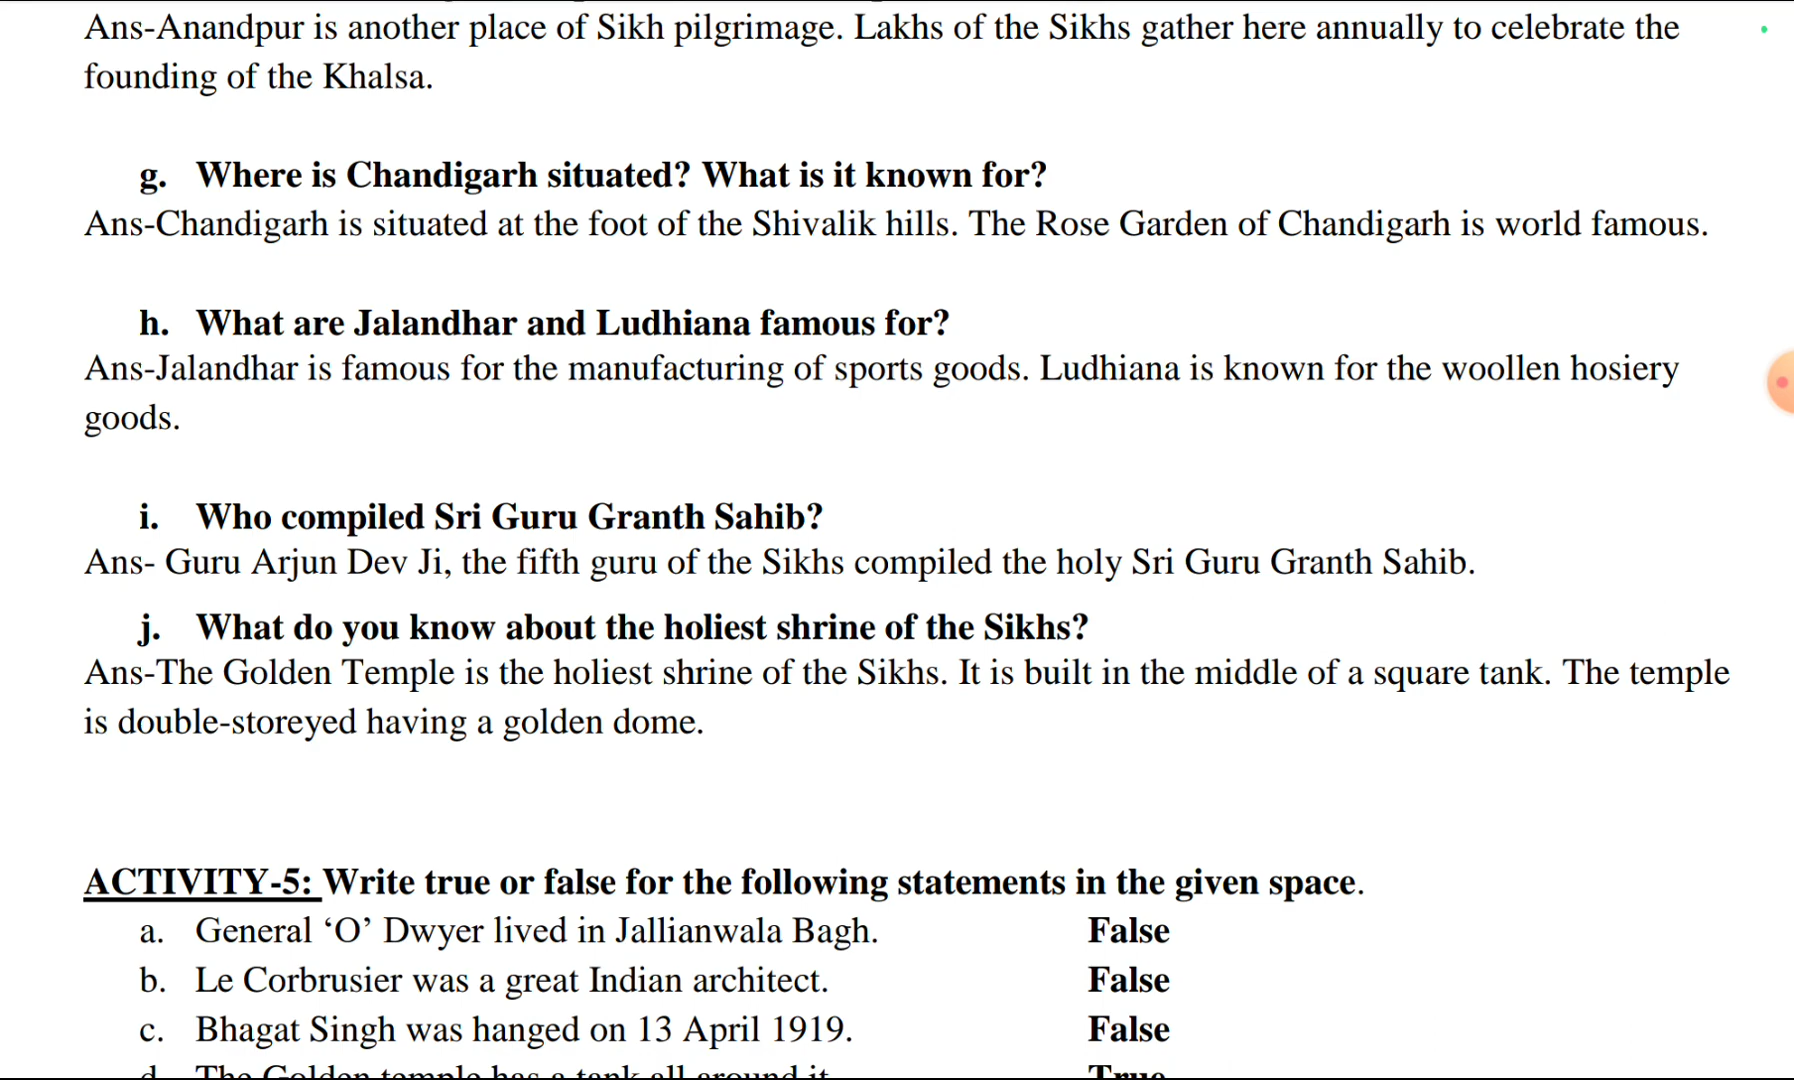 Ans-Anandpur is another place of Sikh pilgrimage. Lakhs of the Sikhs gather here annually to celebrate the
founding of the Khalsa.
g. Where is Chandigarh situated? What is it known for?
Ans-Chandigarh is situated at the foot of the Shivalik hills. The Rose Garden of Chandigarh is world famous.
h. What are Jalandhar and Ludhiana famous for?
Ans-Jalandhar is famous for the manufacturing of sports goods. Ludhiana is known for the woollen hosiery
goods.
i. Who compiled Sri Guru Granth Sahib?
Ans- Guru Arjun Dev Ji, the fifth guru of the Sikhs compiled the holy Sri Guru Granth Sahib.
j. What do you know about the holiest shrine of the Sikhs?
Ans-The Golden Temple is the holiest shrine of the Sikhs. It is built in the middle of a square tank. The temple
is double-storeyed having a golden dome.
ACTIVITY-5: Write true or false for the following statements in the given space.
a. General ‘O’ Dwyer lived in Jallianwala Bagh. False
b. Le Corbrusier was a great Indian architect. False
c. Bhagat Singh was hanged on 13 April 1919. False
d. The Golden temple has a tank all around it. True